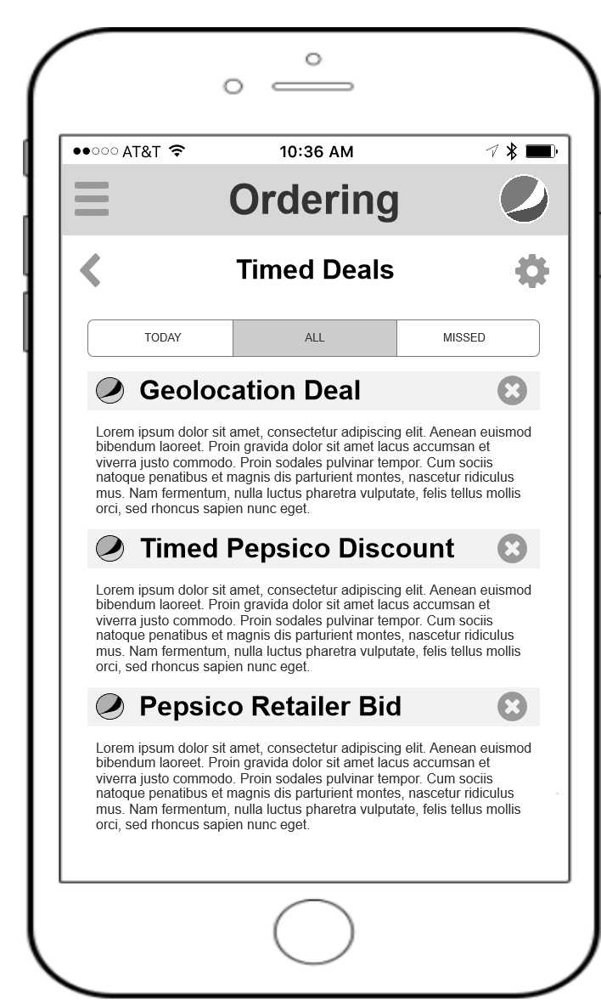 AT&T 10:36 AM
Ordering
Timed Deals
TODAY ALL MISSED
Geolocation Deal
Lorem ipsum dolor sit amet, consectetur adipiscing elit. Aenean euismod
bibendum laoreet. Proin gravida dolor sit amet lacus accumsan et
viverra justo commodo. Proin sodales pulvinar tempor. Cum sociis
natoque penatibus et magnis dis parturient montes, nascetur ridiculus
mus. Nam fermentum, nulla luctus pharetra vulputate, felis tellus mollis
orci, sed rhoncus sapien nunc eget.
Timed Pepsico Discount
Lorem ipsum dolor sit amet, consectetur adipiscing elit. Aenean euismod
bibendum laoreet. Proin gravida dolor sit amet lacus accumsan et
viverra justo commodo. Proin sodales pulvinar tempor. Cum sociis
natoque penatibus et magnis dis parturient montes, nascetur ridiculus
mus. Nam fermentum, nulla luctus pharetra vulputate, felis tellus mollis
orci, sed rhoncus sapien nunc eget.
Pepsico Retailer Bid
Lorem ipsum dolor sit amet, consectetur adipiscing elit. Aenean euismod
bibendum laoreet. Proin gravida dolor sit amet lacus accumsan et
viverra justo commodo. Proin sodales pulvinar tempor. Cum sociis
natoque penatibus et magnis dis parturient montes, nascetur ridiculus
mus. Nam fermentum, nulla luctus pharetra vulputate, felis tellus mollis
orci, sed rhoncus sapien nunc eget.